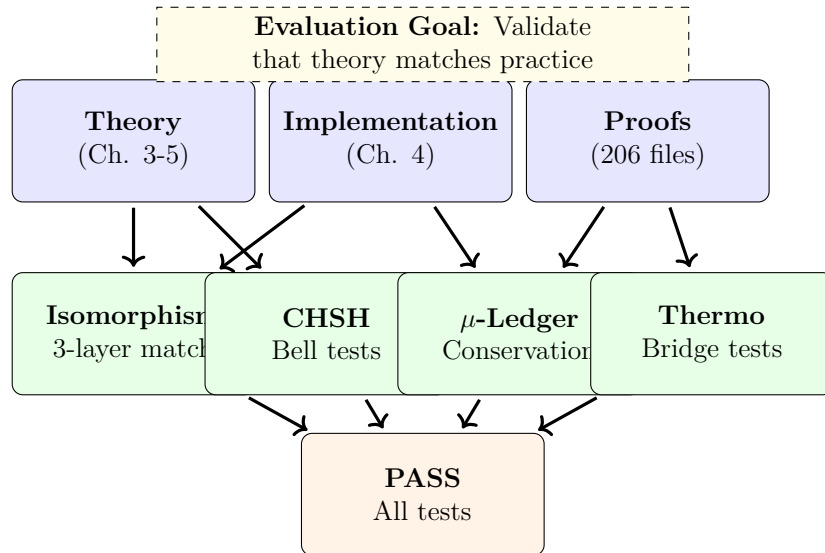 Evaluation Goal: Validate
that theory matches practice
Theory
(Ch. 3-5)
Implementation
(Ch. 4)
Proofs
(206 files)
Isomorphism
3-layer match
CHSH
Bell tests
μ-Ledger
Conservation
Thermo
Bridge tests
PASS
All tests